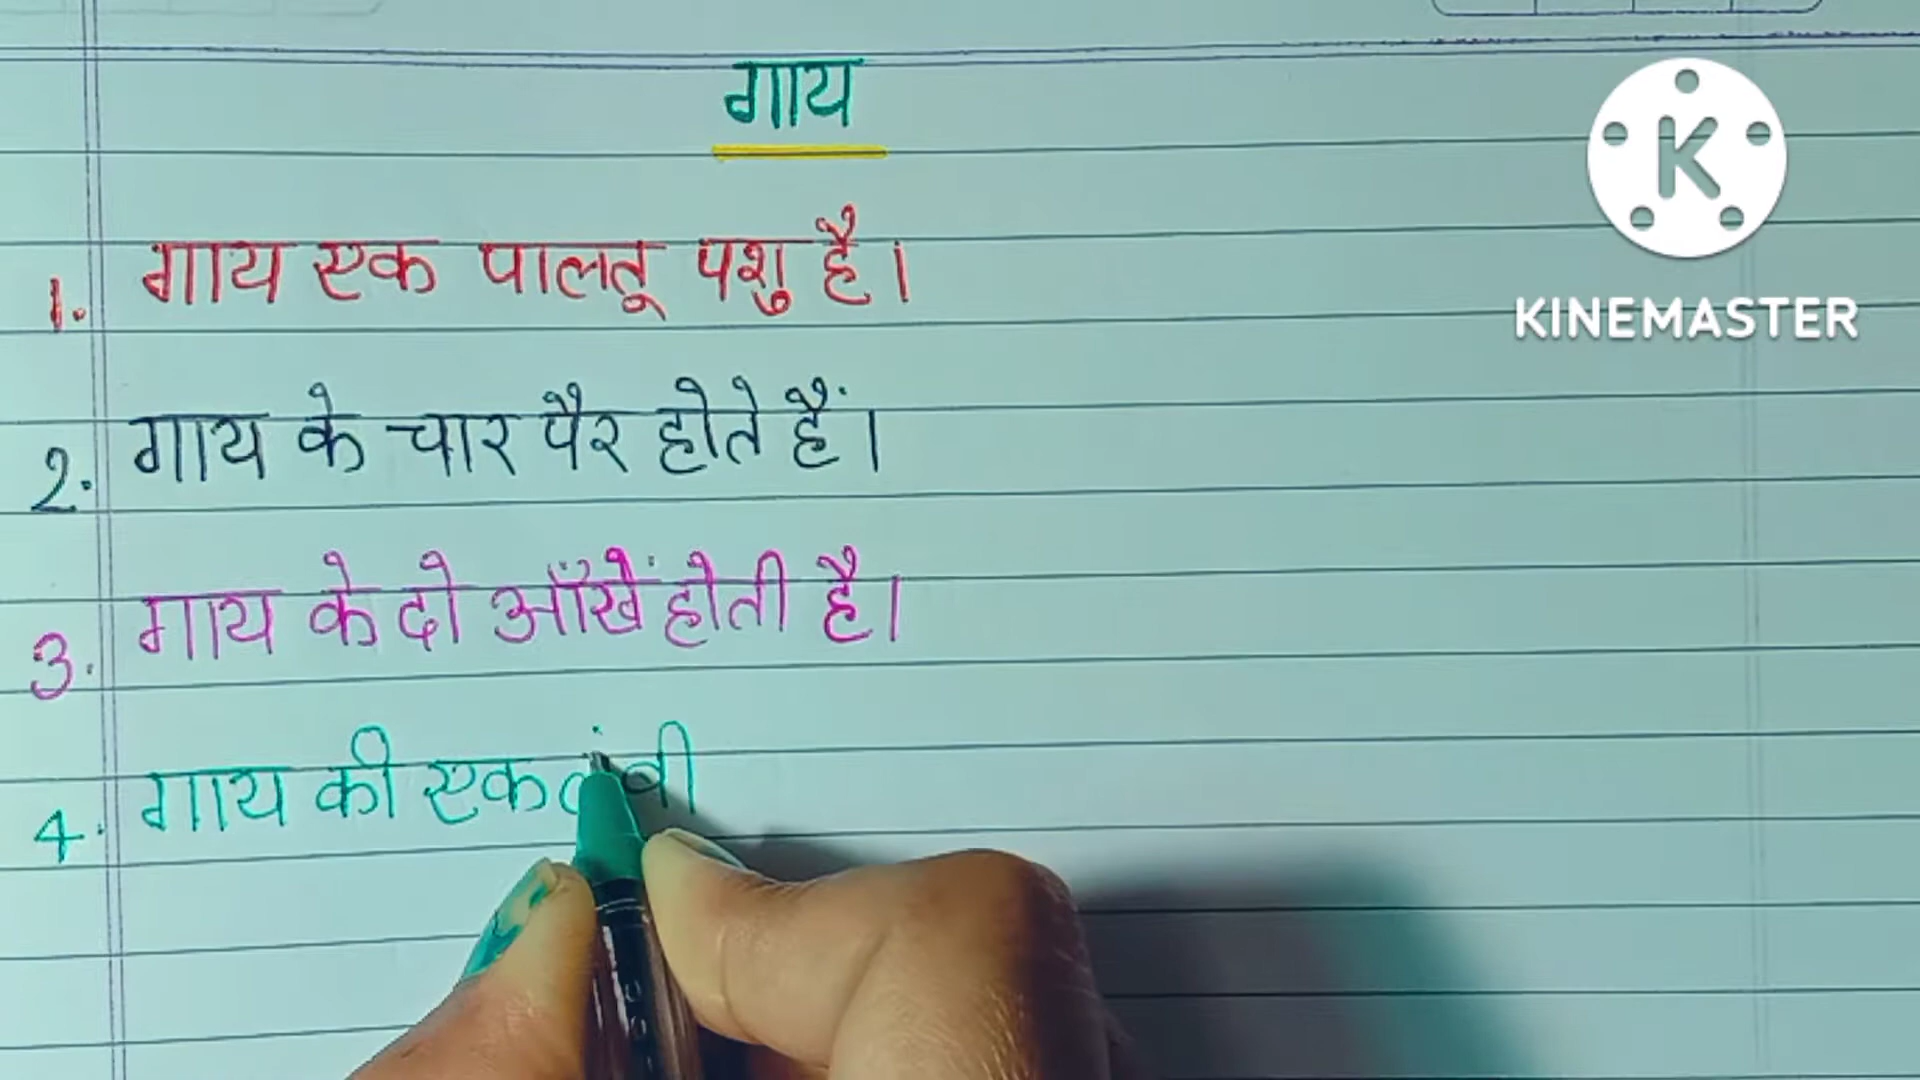 गाय
1. गाय एक पालतू पशु है।
2. गाय के चार पैर होते हैं।
3. गाय के दो आँखें होती है।
4. गाय की एक
KINEMASTER